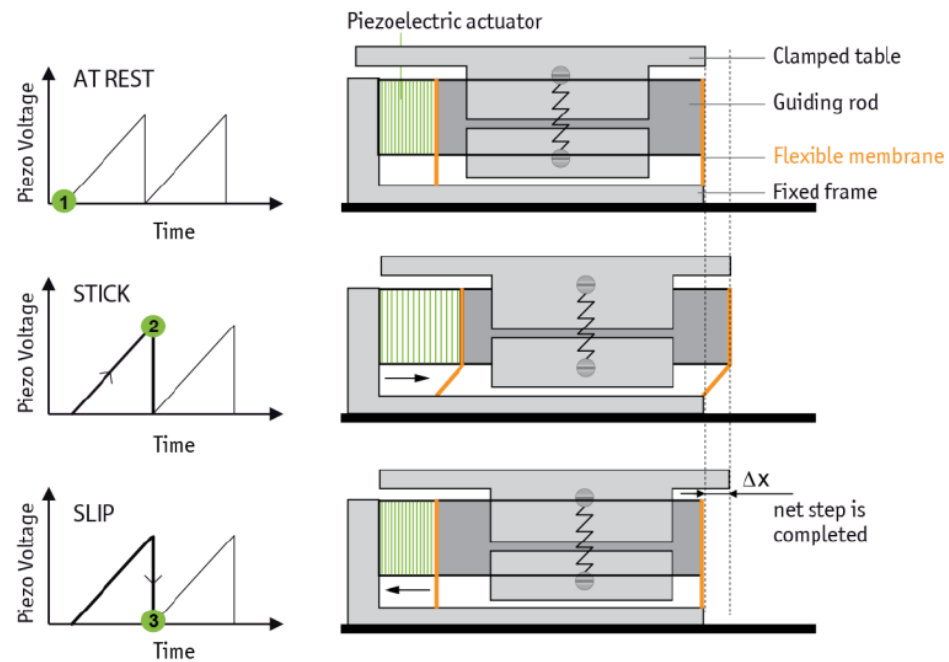 Piezoelectric actuator
AT REST
Piezo Voltage
1
Time
Clamped table
Guiding rod
Flexible membrane
Fixed frame
STICK
Piezo Voltage
2
Time
SLIP
Piezo Voltage
3
Time
Δx
net step is
completed